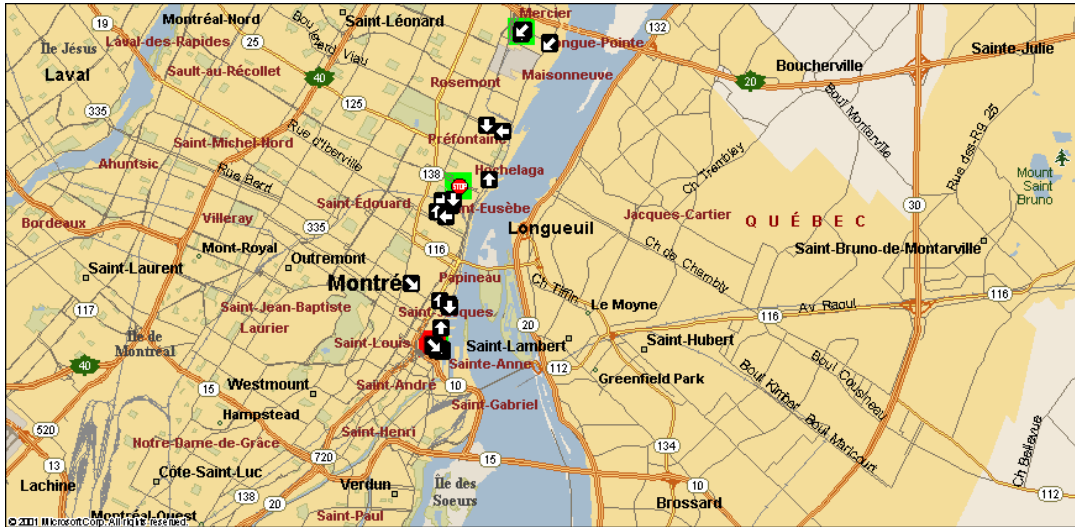 Mercier
19
Montréal-Nord
Saint-Léonard
132
Île Jésus
Laval-des-Rapides
25
Boulevard Viau
Longue-Pointe
Sainte-Julie
Laval
Sault-au-Récollet
40
Rosemont
Maisonneuve
Boucherville
20
335
125
Boul Montarville
Rue-des-Rg 25
Saint-Michel-Nord
Rue d'Iberville
Préfontaine
Ahuntsic
Rue Berri
138
Hochelaga
Ch Tremblay
Mount
Saint
Bruno
STOP
Saint-Édouard
Bordeaux
Villeray
335
Jacques-Cartier
QUÉBEC
30
Longueuil
Mont-Royal
116
Ch de Chambly
Saint-Bruno-de-Montarville
Saint-Laurent
Outremont
Papineau
Montré
Ch Tiffin
Le Moyne
Av Raoul
116
117
Saint-Jean-Baptiste
Laurier
116
Île de
Montréal
Saint-Louis
20
Saint-Lambert
Saint-Hubert
40
Sainte-Anne
112
Boul Cousineau
15
Westmount
Saint-André
10
Greenfield Park
Boul Kimber
112
Hampstead
Saint-Gabriel
Boul Maricourt
520
Notre-Dame-de-Grâce
Saint-Henri
134
Ch Bellevue
13
720
15
Lachine
Côte-Saint-Luc
Île des
Soeurs
10
138
20
Verdun
Brossard
Montréal-Ouest
Saint-Paul
© 2001 Microsoft Corp. All rights reserved.